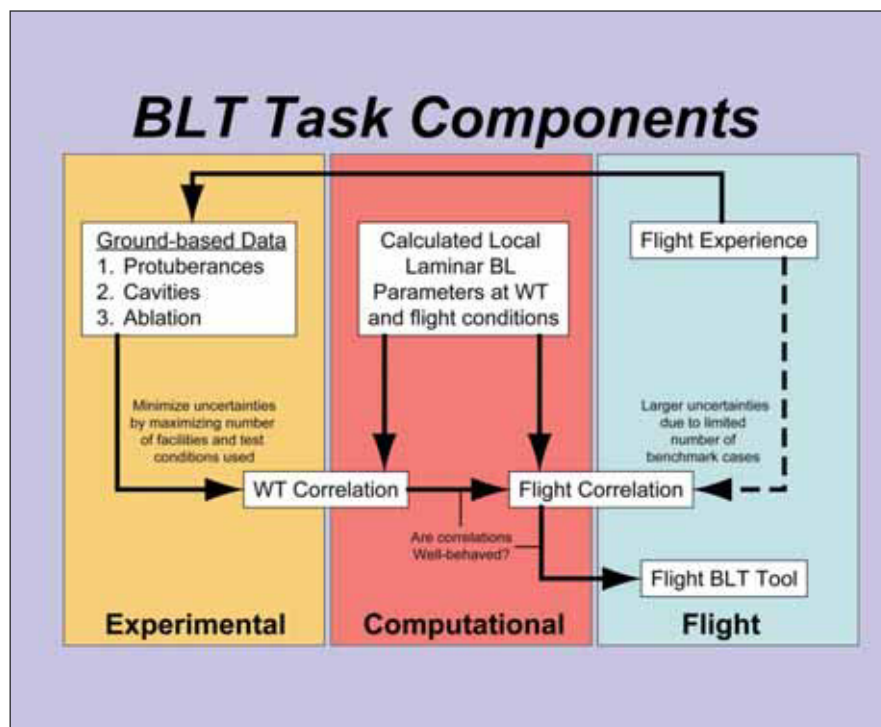 BLT Task Components
Ground-based Data
1. Protuberances
2. Cavities
3. Ablation
Calculated Local
Laminar BL
Parameters at WT
and flight conditions
Flight Experience
Minimize uncertainties
by maximizing number
of facilities and test
conditions used
Larger uncertainties
due to limited
number of
benchmark cases
WT Correlation
Flight Correlation
Are correlations
Well-behaved?
Flight BLT Tool
Experimental
Computational
Flight